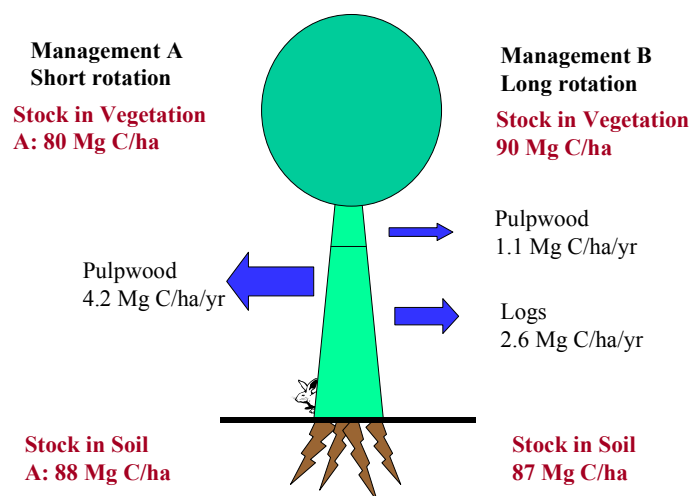 Management A
Short rotation
Stock in Vegetation
A: 80 Mg C/ha
Management B
Long rotation
Stock in Vegetation
90 Mg C/ha
Pulpwood
1.1 Mg C/ha/yr
Pulpwood
4.2 Mg C/ha/yr
Logs
2.6 Mg C/ha/yr
Stock in Soil
A: 88 Mg C/ha
Stock in Soil
87 Mg C/ha